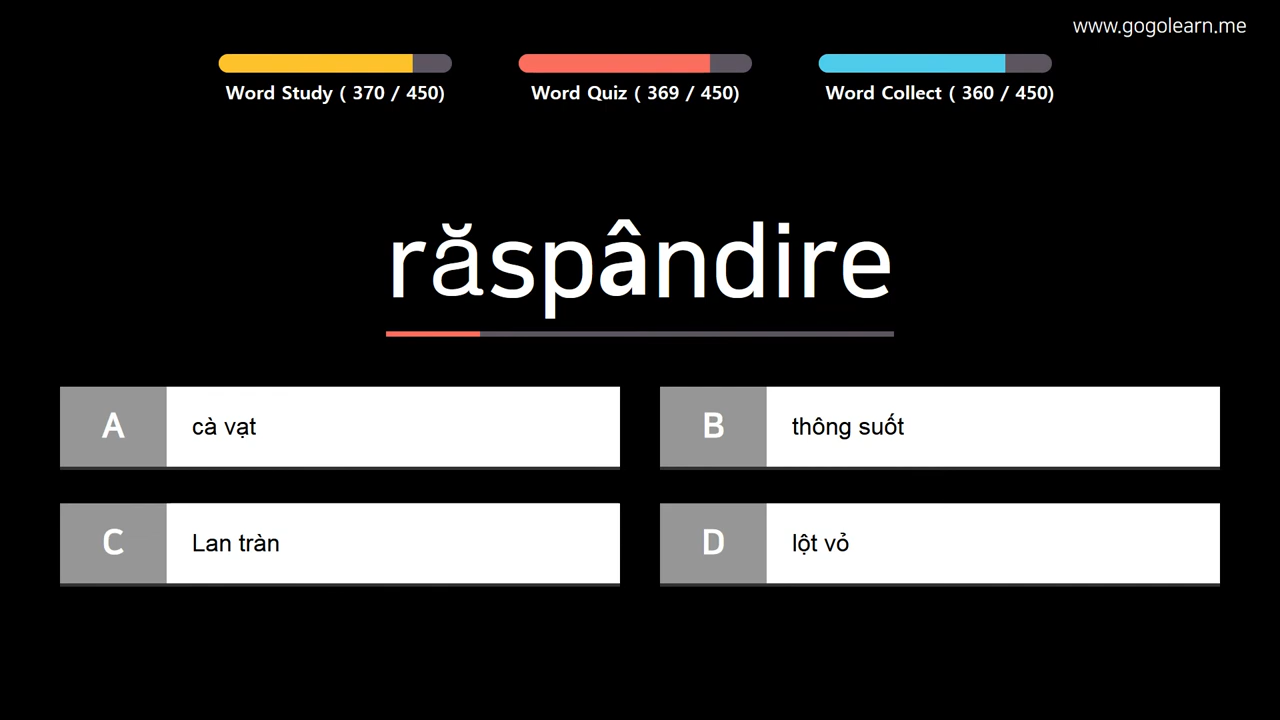 www.gogolearn.me
Word Study ( 370 / 450)
Word Quiz ( 369 / 450)
Word Collect ( 360 / 450)
răspândire
A
cà vạt
B
thông suốt
C
Lan tràn
D
lột vỏ